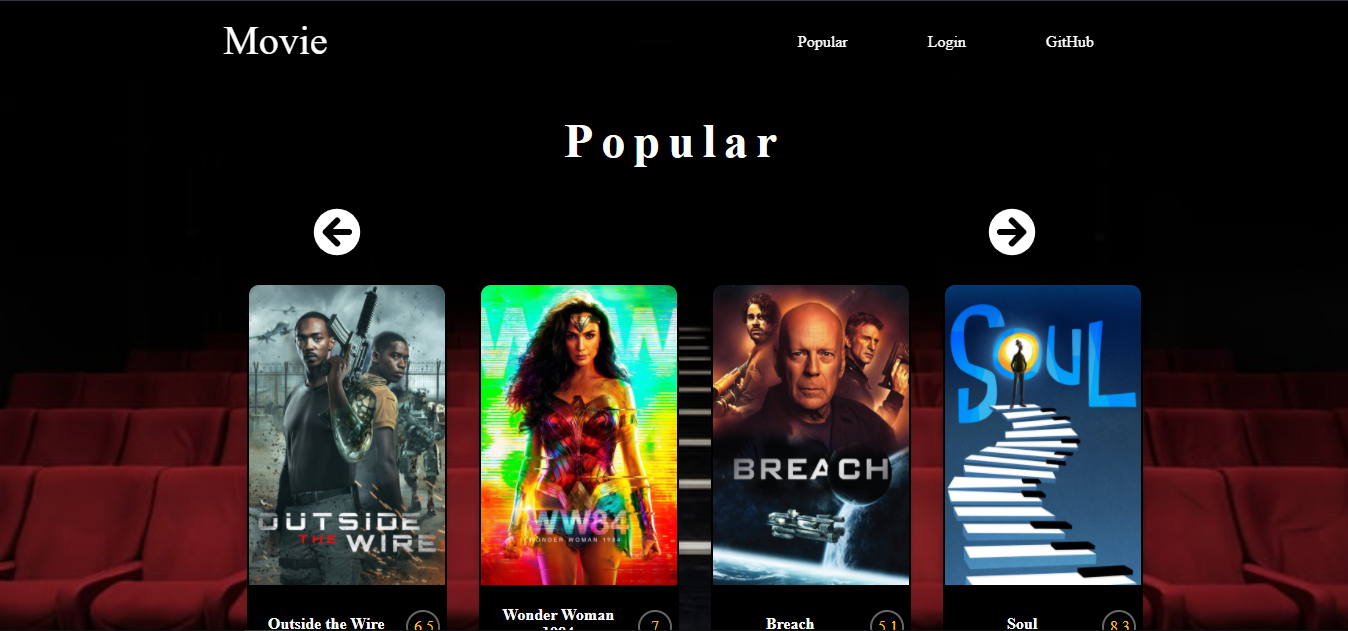 Movie
Popular Login GitHub
Popular
WW
SOUL
BREACH
OUTSIDE
THE WIRE
WW84
WONDER WOMAN 1984
Outside the Wire 6.5
Wonder Woman
1984 7
Breach 5.1
Soul 8.3